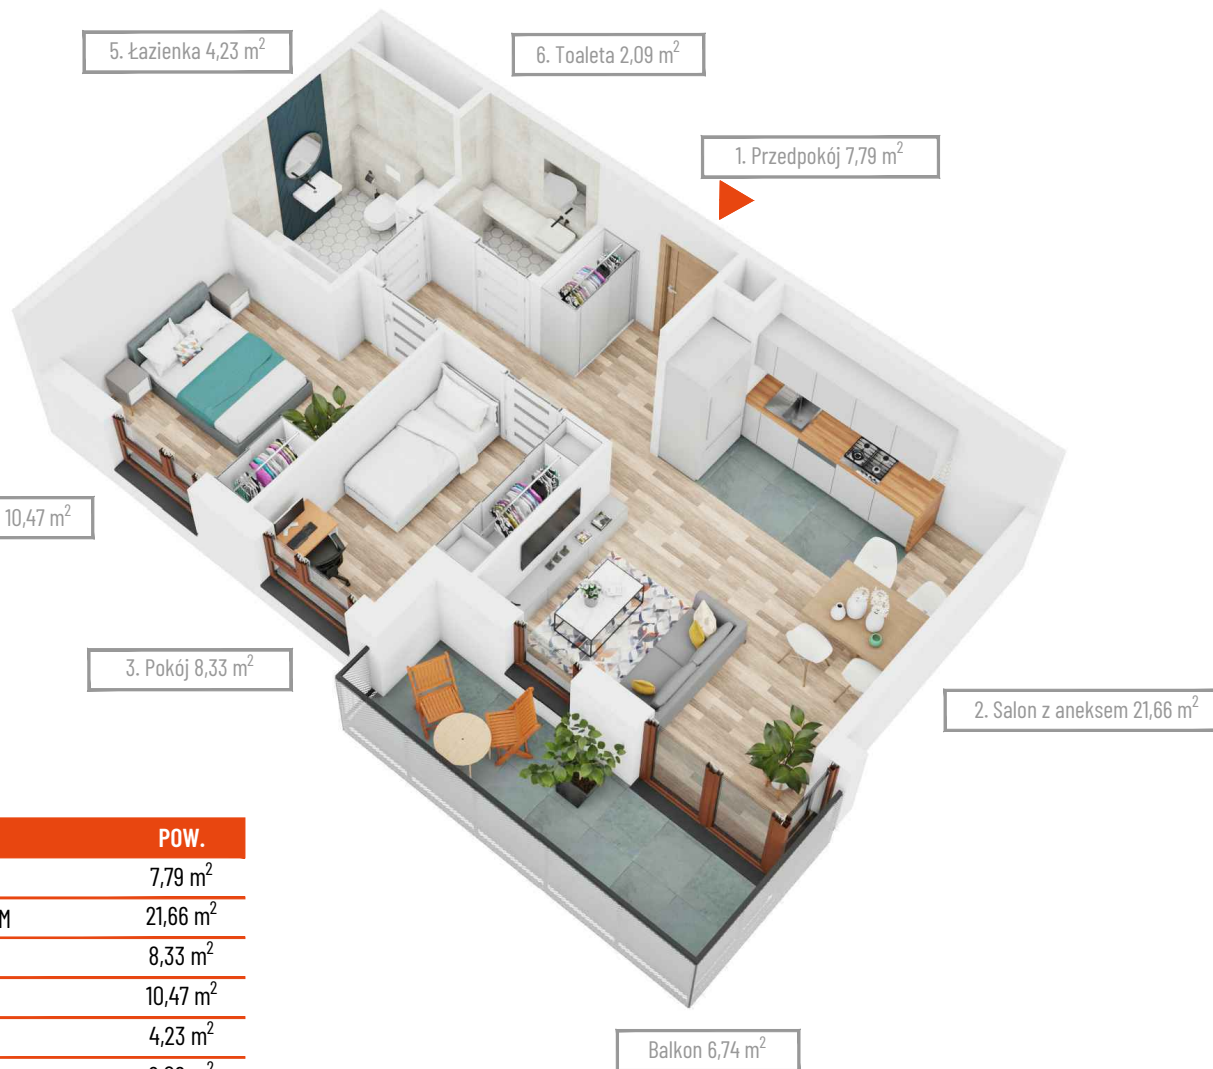 5. Łazienka 4,23 m²
6. Toaleta 2,09 m²
1. Przedpokój 7,79 m²
10,47 m²
3. Pokój 8,33 m²
2. Salon z aneksem 21,66 m²
POW.
7,79 m²
M 21,66 m²
8,33 m²
10,47 m²
4,23 m²
Balkon 6,74 m²